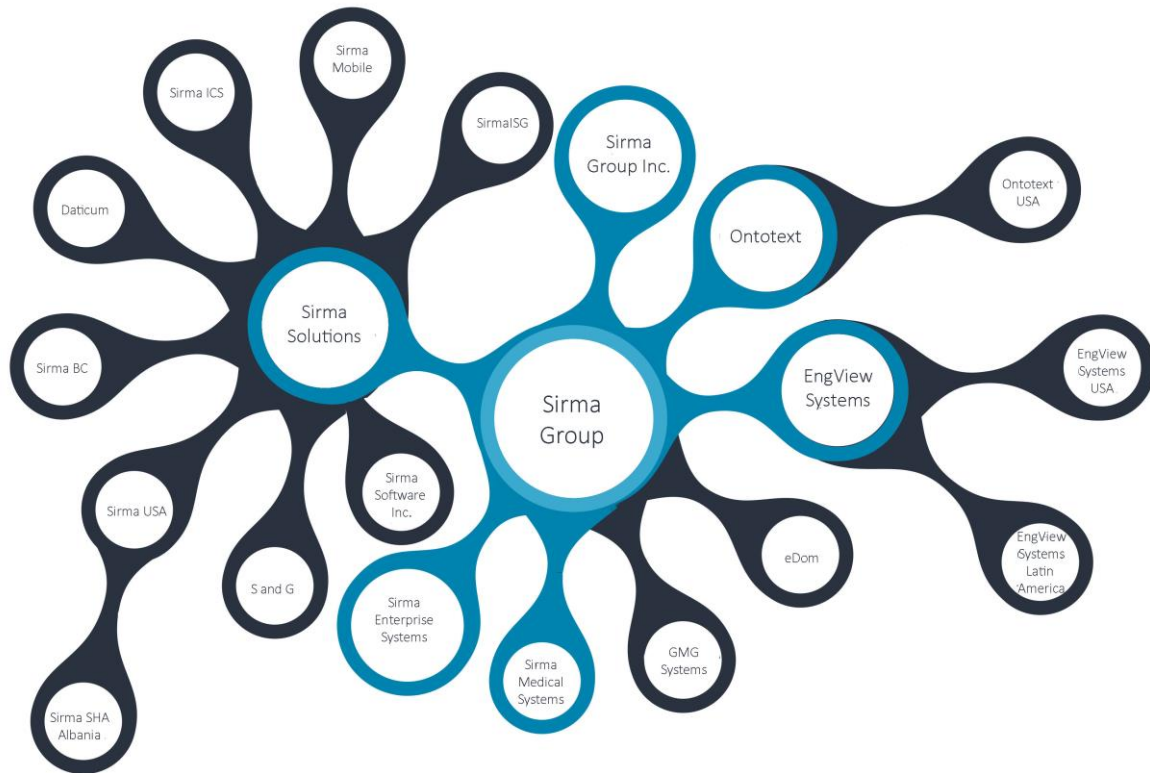 Sirma
Mobile
Sirma ICS
SirmaISG
Sirma
Group Inc.
Ontotext
USA
Daticum
Ontotext
Sirma
Solutions
Sirma BC
EngView
Systems
USA
EngView
Systems
Sirma
Group
Sirma
Software
Inc.
Sirma USA
EngView
Systems
Latin
America
eDom
S and G
Sirma
Enterprise
Systems
GMG
Systems
Sirma
Medical
Systems
Sirma SHA
Albania